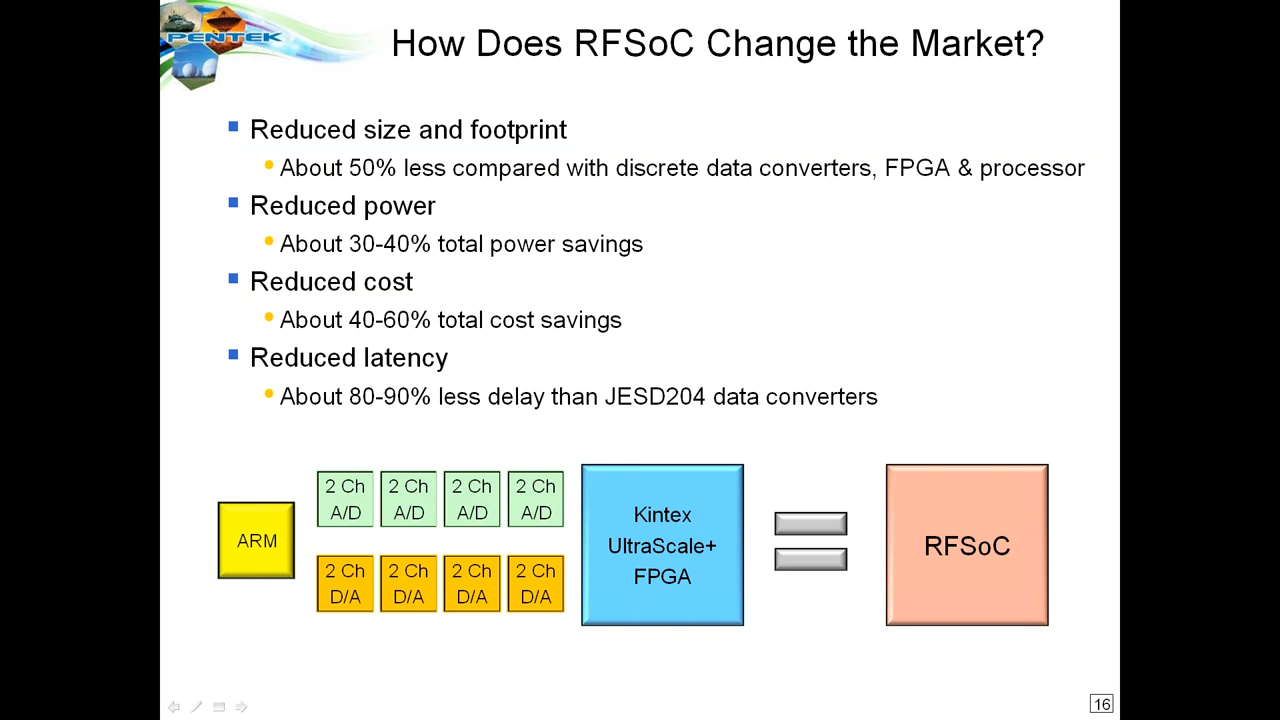 PENTEK
How Does RFSoC Change the Market?
Reduced size and footprint
About 50% less compared with discrete data converters, FPGA & processor
Reduced power
About 30-40% total power savings
Reduced cost
About 40-60% total cost savings
Reduced latency
About 80-90% less delay than JESD204 data converters
ARM
2 Ch
A/D
2 Ch
A/D
2 Ch
A/D
2 Ch
A/D
2 Ch
D/A
2 Ch
D/A
2 Ch
D/A
2 Ch
D/A
Kintex
UltraScale+
FPGA
RFSoC
16